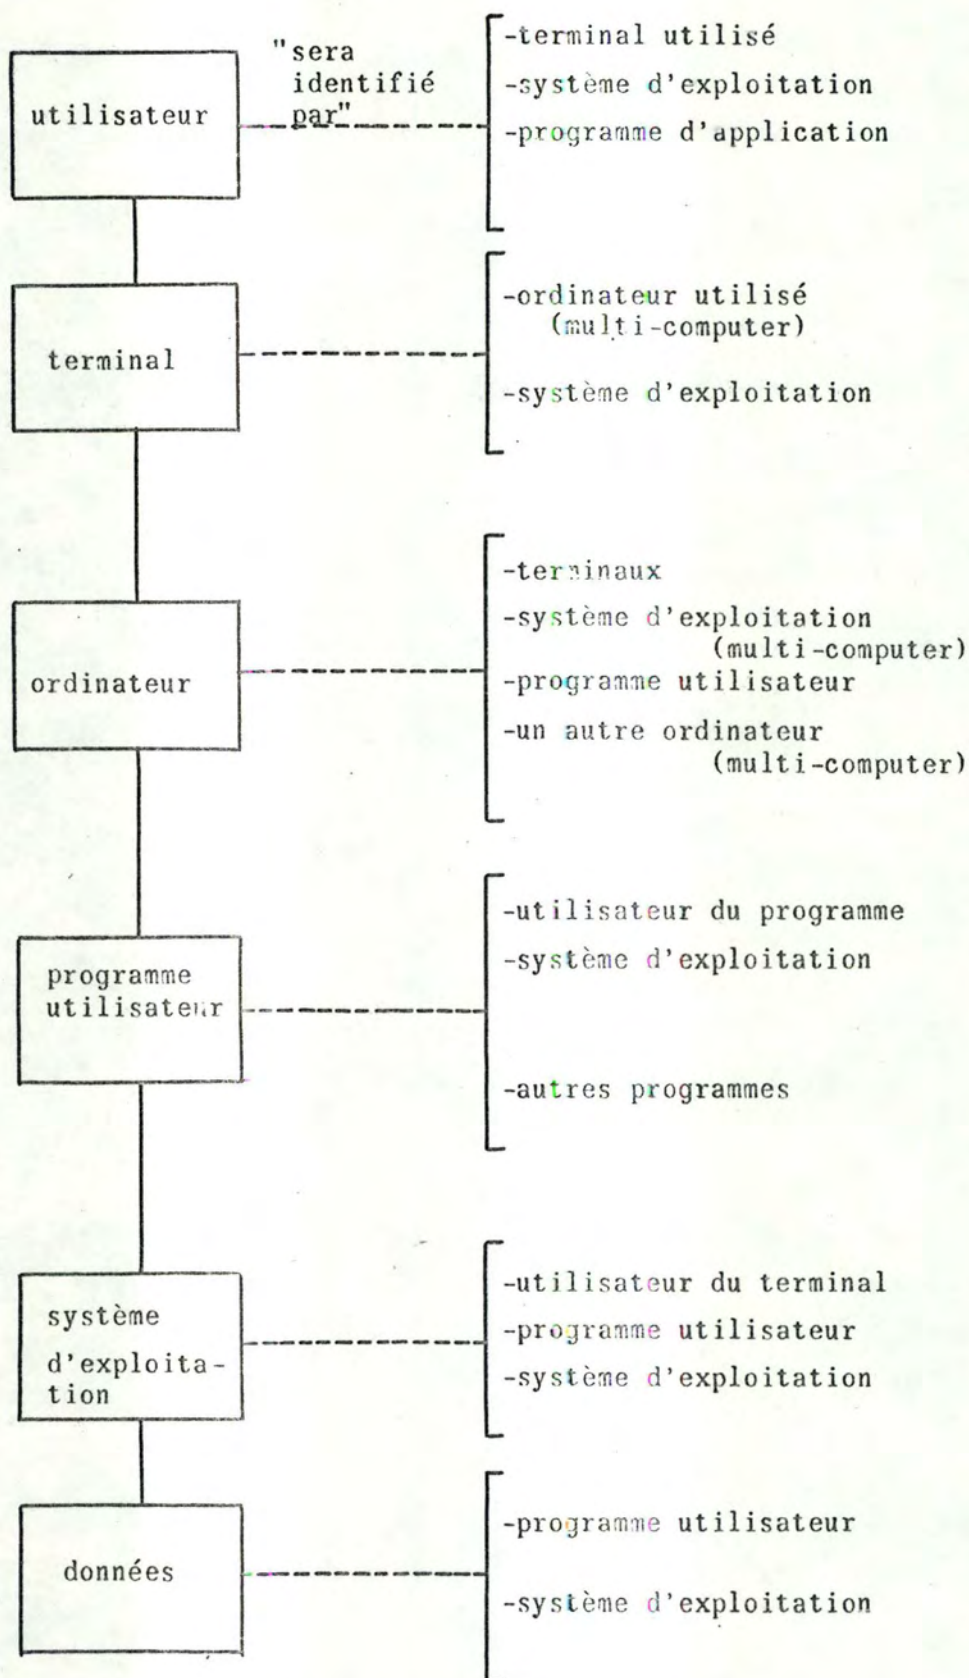 utilisateur
"sera
identifié
par"
-terminal utilisé
-système d'exploitation
-programme d'application
terminal
-ordinateur utilisé
(multi-computer)
-système d'exploitation
ordinateur
-terminaux
-système d'exploitation
(multi-computer)
-programme utilisateur
-un autre ordinateur
(multi-computer)
programme
utilisateur
-utilisateur du programme
-système d'exploitation
-autres programmes
système
d'exploita-
tion
-utilisateur du terminal
-programme utilisateur
-système d'exploitation
données
-programme utilisateur
-système d'exploitation